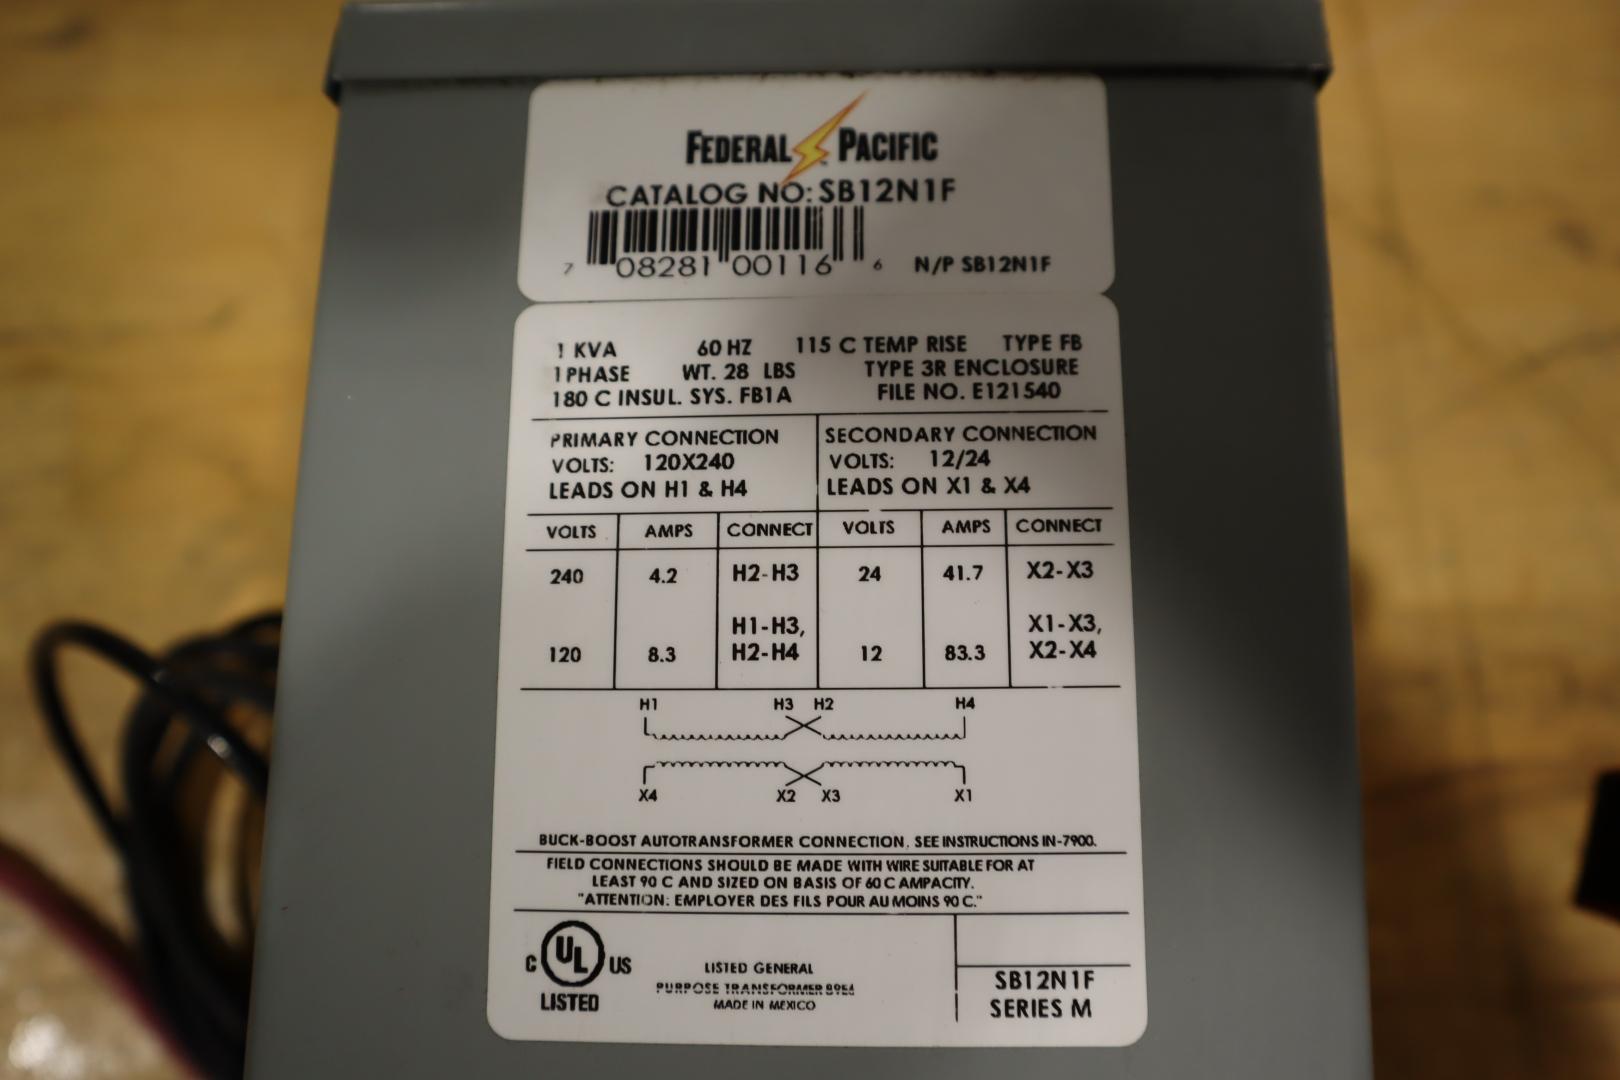 FEDERAL PACIFIC
CATALOG NO: SB12N1F
7 08281 00116 6 N/P SB12N1F
1 KVA 60 HZ 115 C TEMP RISE TYPE FB
1 PHASE WT. 28 LBS TYPE 3R ENCLOSURE
180 C INSUL. SYS. FB1A FILE NO. E121540
PRIMARY CONNECTION
VOLTS: 120X240
LEADS ON H1 & H4
SECONDARY CONNECTION
VOLTS: 12/24
LEADS ON X1 & X4
VOLTS AMPS CONNECT VOLTS AMPS CONNECT
240 4.2 H2-H3 24 41.7 X2-X3
H1-H3, X1-X3,
120 8.3 H2-H4 12 83.3 X2-X4
H1 H3 H2 H4
X4 X2 X3 X1
BUCK-BOOST AUTOTRANSFORMER CONNECTION. SEE INSTRUCTIONS IN-7900.
FIELD CONNECTIONS SHOULD BE MADE WITH WIRE SUITABLE FOR AT
LEAST 90 C AND SIZED ON BASIS OF 60 C AMPACITY.
"ATTENTION: EMPLOYER DES FILS POUR AU MOINS 90 C."
C UL US
LISTED
LISTED GENERAL
PURPOSE TRANSFORMER
MADE IN MEXICO
SB12N1F
SERIES M